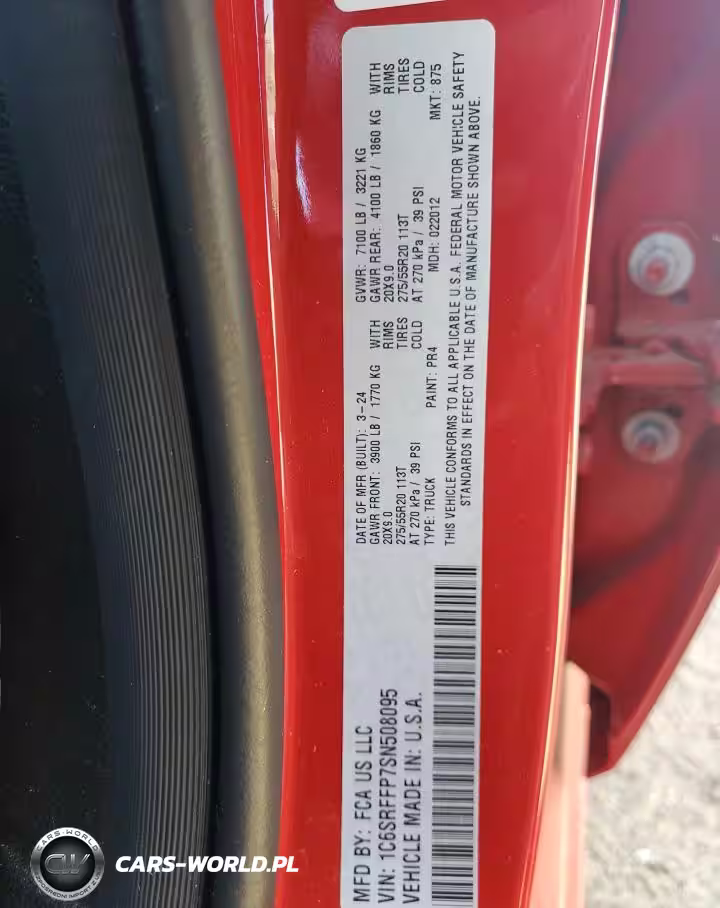 MFD BY: FCA US LLC
VIN: 1C6SRFFP7SN508095
VEHICLE MADE IN: U.S.A.
DATE OF MFR (BUILT): 3-24
GAWR FRONT: 3900 LB / 1770 KG WITH
20X9.0 RIMS
275/55R20 113T TIRES
AT 270 kPa / 39 PSI COLD
TYPE: TRUCK PAINT: PR4
GVWR: 7100 LB / 3221 KG
GAWR REAR: 4100 LB / 1860 KG WITH
20X9.0 RIMS
275/55R20 113T TIRES
AT 270 kPa / 39 PSI COLD
MDH: 022012 MKT: 875
THIS VEHICLE CONFORMS TO ALL APPLICABLE U.S.A. FEDERAL MOTOR VEHICLE SAFETY
STANDARDS IN EFFECT ON THE DATE OF MANUFACTURE SHOWN ABOVE.
CARS-WORLD
CW
CARS-WORLD.PL